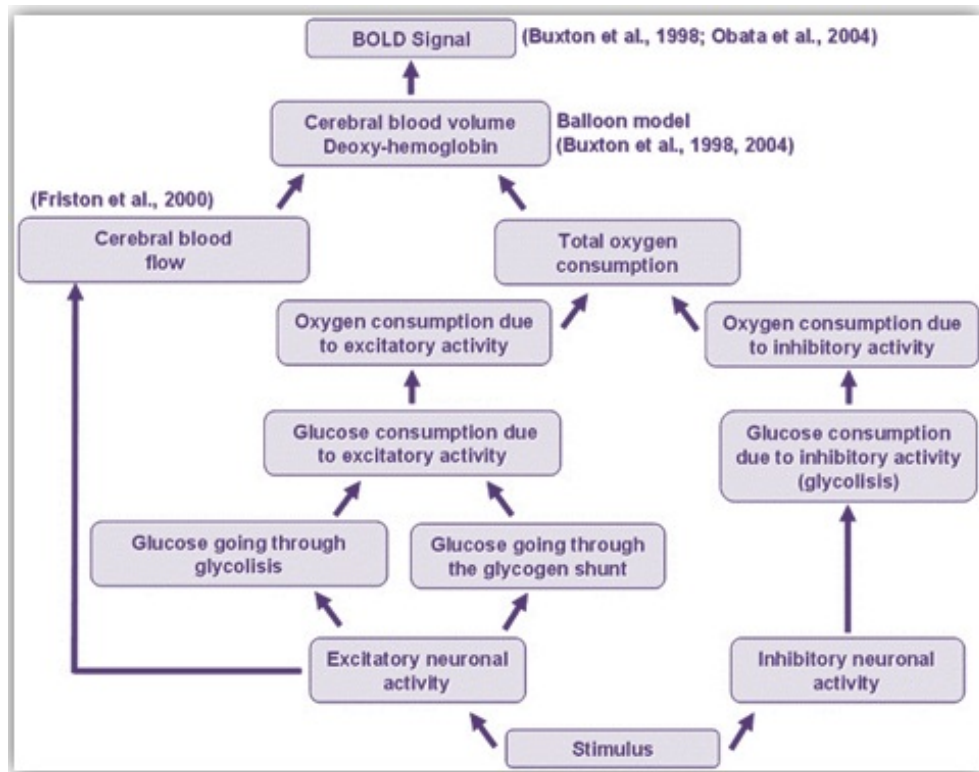 BOLD Signal
(Buxton et al., 1998; Obata et al., 2004)
Cerebral blood volume
Deoxy-hemoglobin
Balloon model
(Buxton et al., 1998, 2004)
(Friston et al., 2000)
Cerebral blood
flow
Total oxygen
consumption
Oxygen consumption due
to excitatory activity
Oxygen consumption due
to inhibitory activity
Glucose consumption due
to excitatory activity
Glucose consumption
due to inhibitory activity
(glycolisis)
Glucose going through
glycolisis
Glucose going through
the glycogen shunt
Excitatory neuronal
activity
Inhibitory neuronal
activity
Stimulus